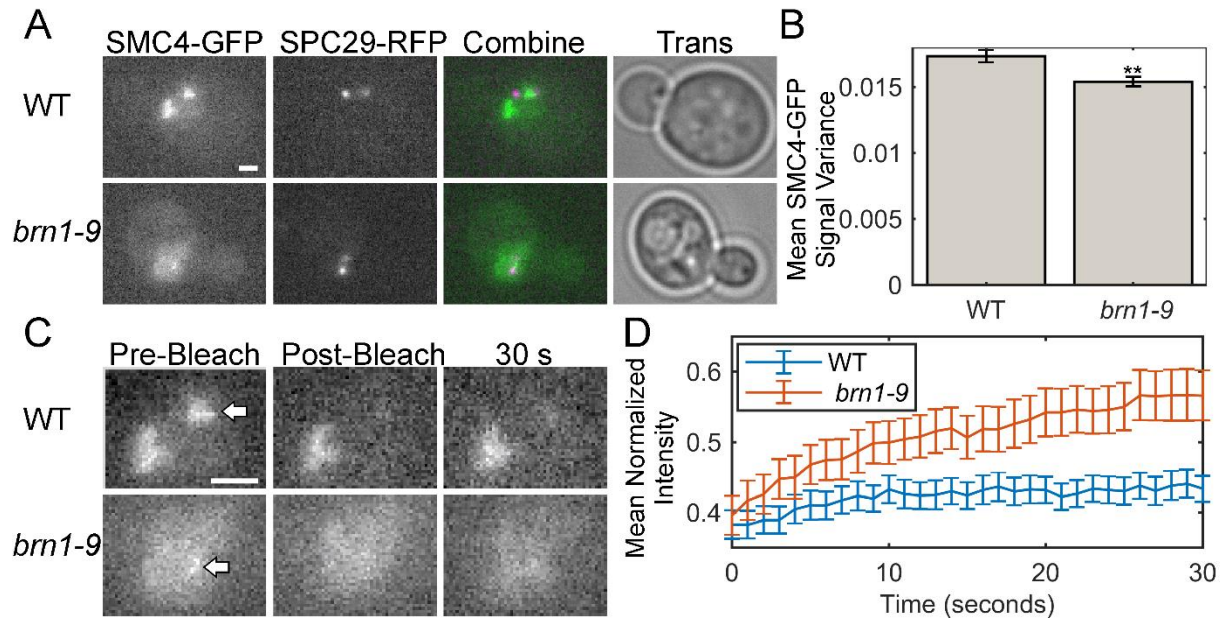 A
SMC4-GFP SPC29-RFP Combine Trans
WT
brn1-9
B
Mean SMC4-GFP
Signal Variance
0.015
0.01
0.005
0
**
WT brn1-9
C
Pre-Bleach Post-Bleach 30 s
WT
brn1-9
D
Mean Normalized
Intensity
0.6
0.5
0.4
WT
brn1-9
0 10 20 30
Time (seconds)